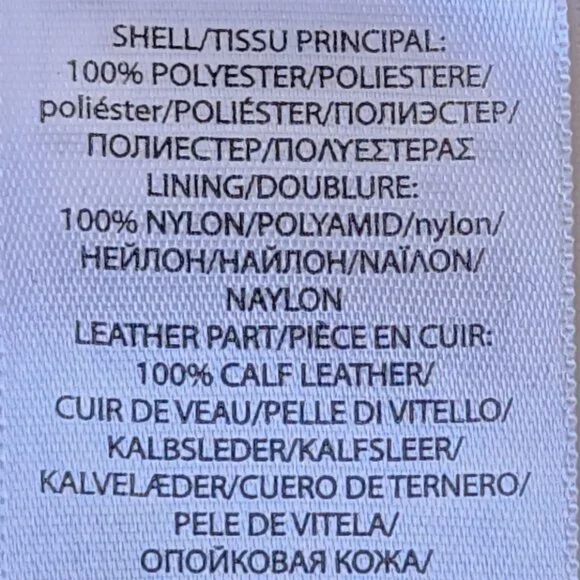 SHELL/TISSU PRINCIPAL:
100% POLYESTER/POLIESTERE/
poliéster/POLIÉSTER/ПОЛИЭСТЕР/
ПОЛИЕСТЕР/ΠΟΛΥΕΣΤΕΡΑΣ
LINING/DOUBLURE:
100% NYLON/POLYAMID/nylon/
НЕЙЛОН/НАЙЛОН/ΝΑΪΛΟΝ/
NAYLON
LEATHER PART/PIÈCE EN CUIR:
100% CALF LEATHER/
CUIR DE VEAU/PELLE DI VITELLO/
KALBSLEDER/KALFSLEER/
KALVELÆDER/CUERO DE TERNERO/
PELE DE VITELA/
ОПОЙКОВАЯ КОЖА/